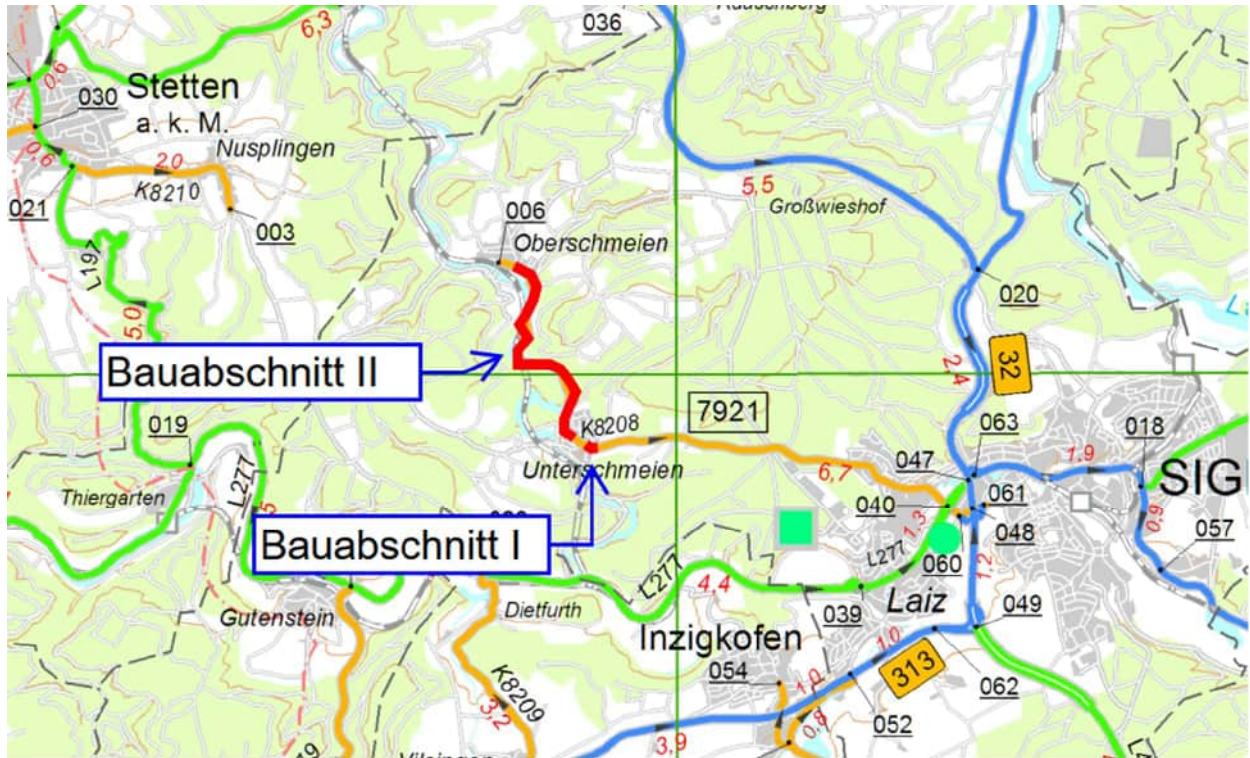 6,3
036
0,6
Stetten
a. k. M.
030
Nusplingen
0,6
2,0
K8210
021
003
006
Oberschmeien
5,5
Großwieshof
020
L197
5,0
Bauabschnitt II
2,4
32
7921
K8208
019
063
018
047
1,9
SIG
Unterschmeien
6,7
Thiergarten
L277
040
061
0,9
1,3
057
Bauabschnitt I
048
L277
060
1,2
L277
4,4
Gutenstein
Dietfurth
039
Laiz
049
Inzigkofen
1,0
054
313
062
K8209
1,0
3,2
052
0,8
3,9